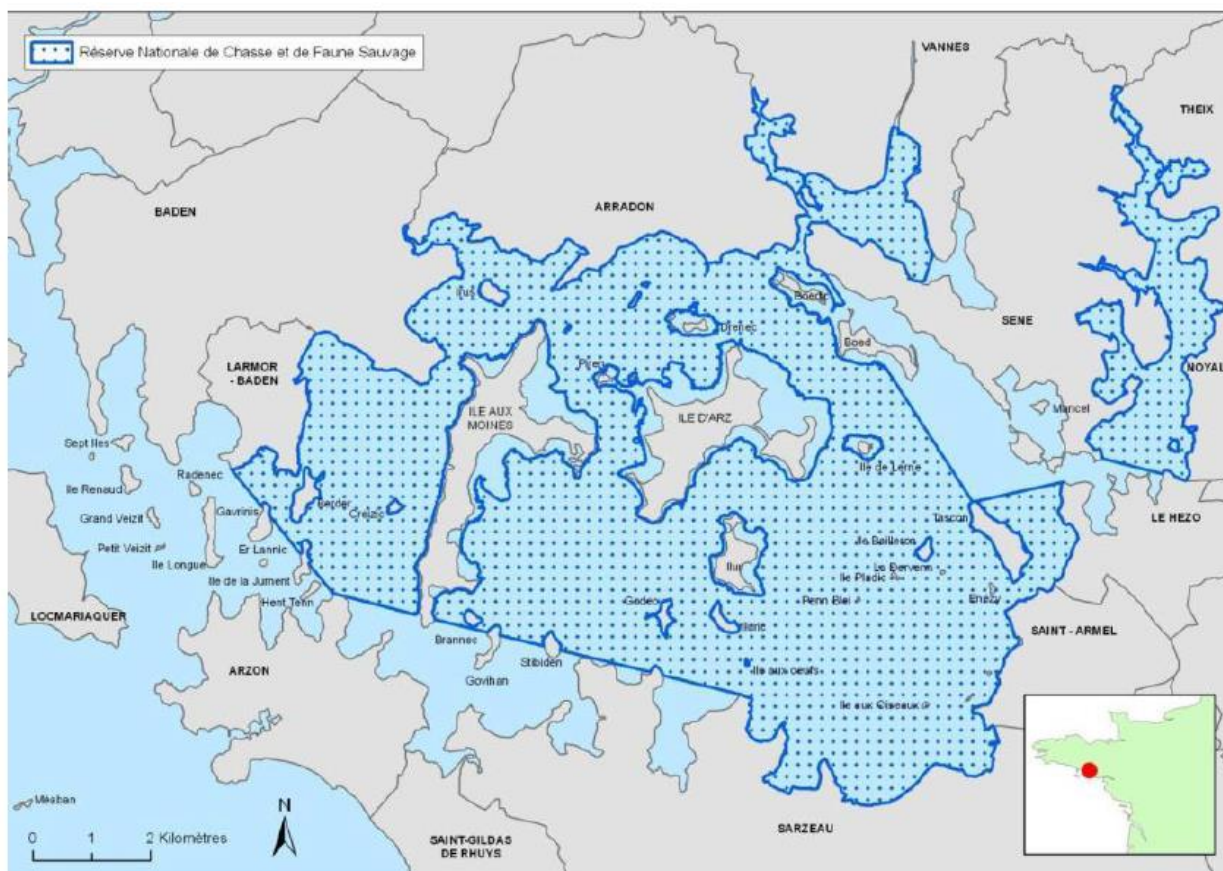 Réserve Nationale de Chasse et de Faune Sauvage
VANNES
THEIX
BADEN
ARRADON
Irus
Boedic
SENE
Drenec
Boed
LARMOR
- BADEN
Piren
NOYAL
ILE AUX
MOINES
ILE D'ARZ
Mancel
Sept Iles
Ile de Lerne
Radenec
Ile Renaud
Berder
Gavrinis
Creizic
Grand Veizit
Tascon
LE HEZO
Ile Bailleron
Petit Veizit
Er Lannic
Ile Longue
Ilur
Le Dervenn
Ile Pladic
Ile de la Jument
Hent Tenn
Godec
Penn Bleï
Enezy
LOCMARIAQUER
Iliric
SAINT - ARMEL
Brannec
Stibiden
ARZON
Govihan
Ile aux oeufs
Ile aux Oiseaux
Méaban
N
0 1 2 Kilomètres
SAINT-GILDAS
DE RHUYS
SARZEAU